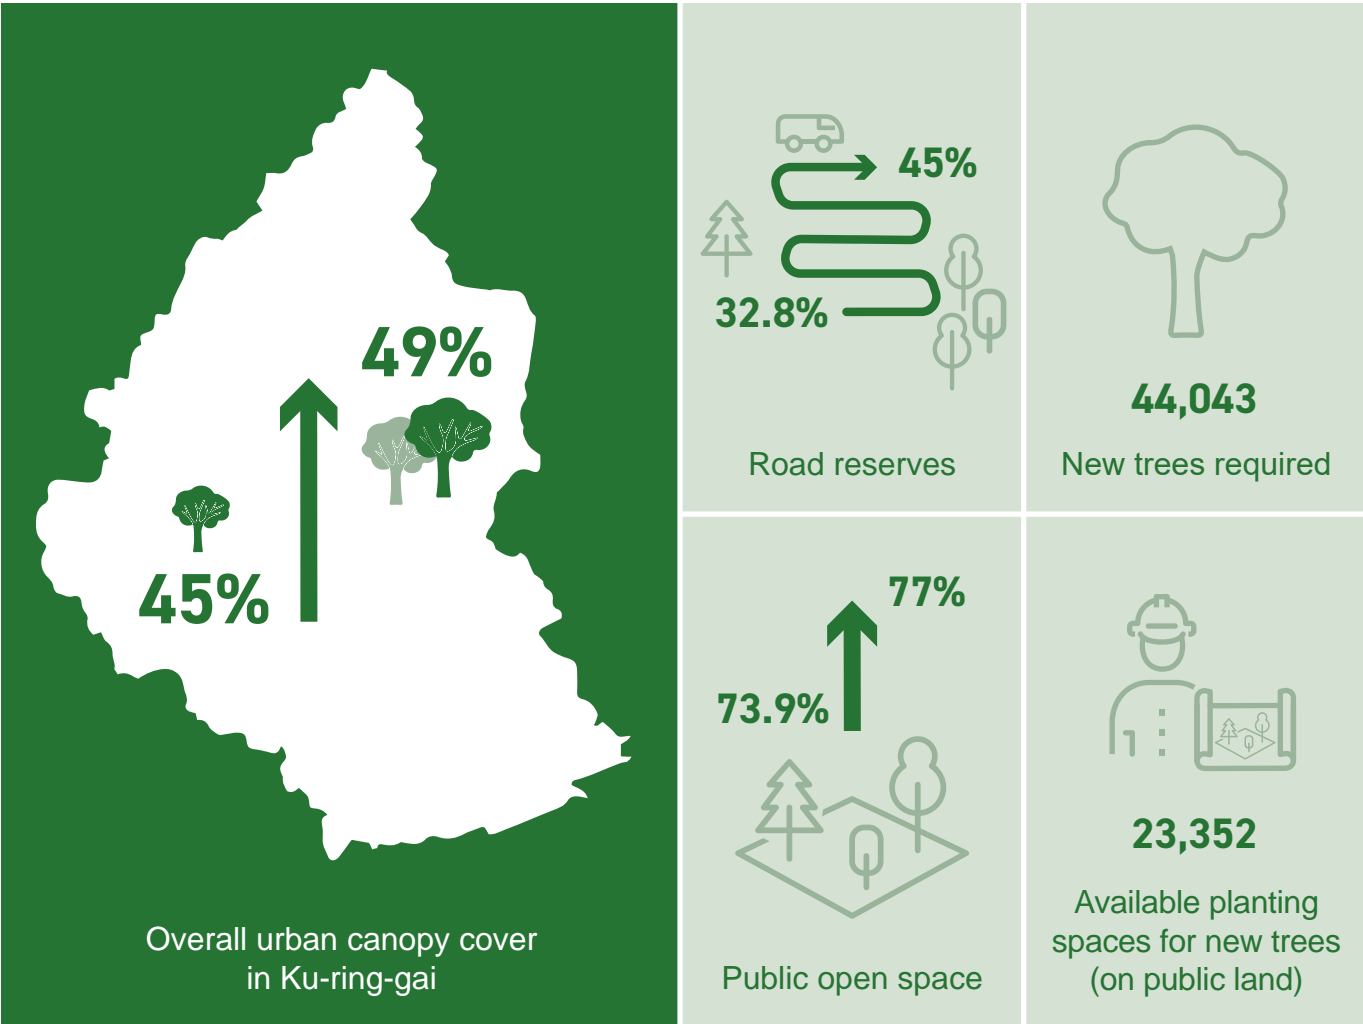 49%
45%
Overall urban canopy cover
in Ku-ring-gai
45%
32.8%
Road reserves
44,043
New trees required
77%
73.9%
Public open space
23,352
Available planting
spaces for new trees
(on public land)